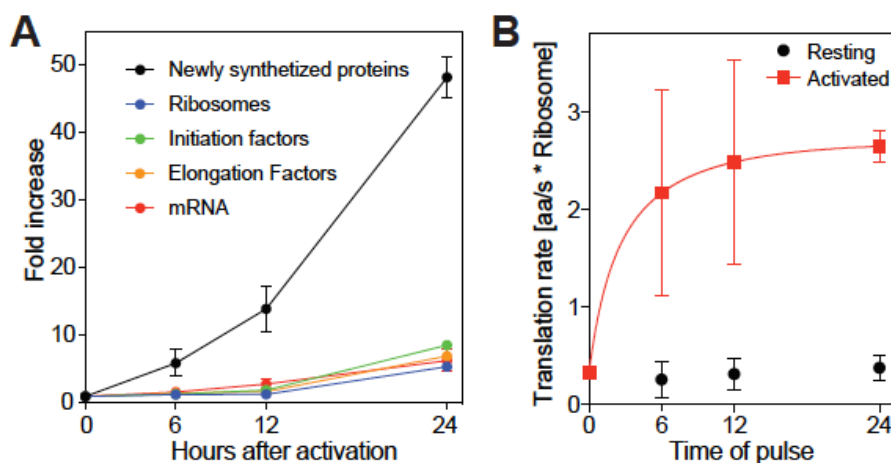 A
Fold increase
50
40
30
20
10
0
Newly synthetized proteins
Ribosomes
Initiation factors
Elongation Factors
mRNA
0 6 12 24
Hours after activation
B
Translation rate [aa/s * Ribosome]
3
2
1
0
Resting
Activated
0 6 12 24
Time of pulse